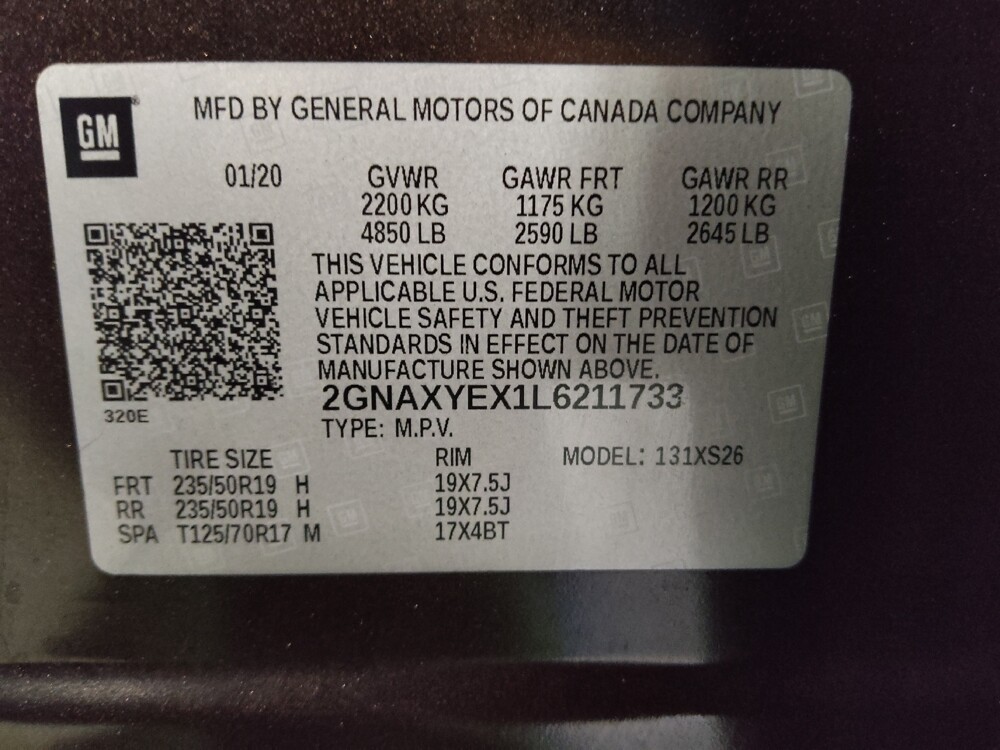 GM
MFD BY GENERAL MOTORS OF CANADA COMPANY
01/20 GVWR GAWR FRT GAWR RR
2200 KG 1175 KG 1200 KG
4850 LB 2590 LB 2645 LB
THIS VEHICLE CONFORMS TO ALL
APPLICABLE U.S. FEDERAL MOTOR
VEHICLE SAFETY AND THEFT PREVENTION
STANDARDS IN EFFECT ON THE DATE OF
MANUFACTURE SHOWN ABOVE.
2GNAXYEX1L6211733
320E
TYPE: M.P.V.
TIRE SIZE RIM MODEL: 131XS26
FRT 235/50R19 H 19X7.5J
RR 235/50R19 H 19X7.5J
SPA T125/70R17 M 17X4BT